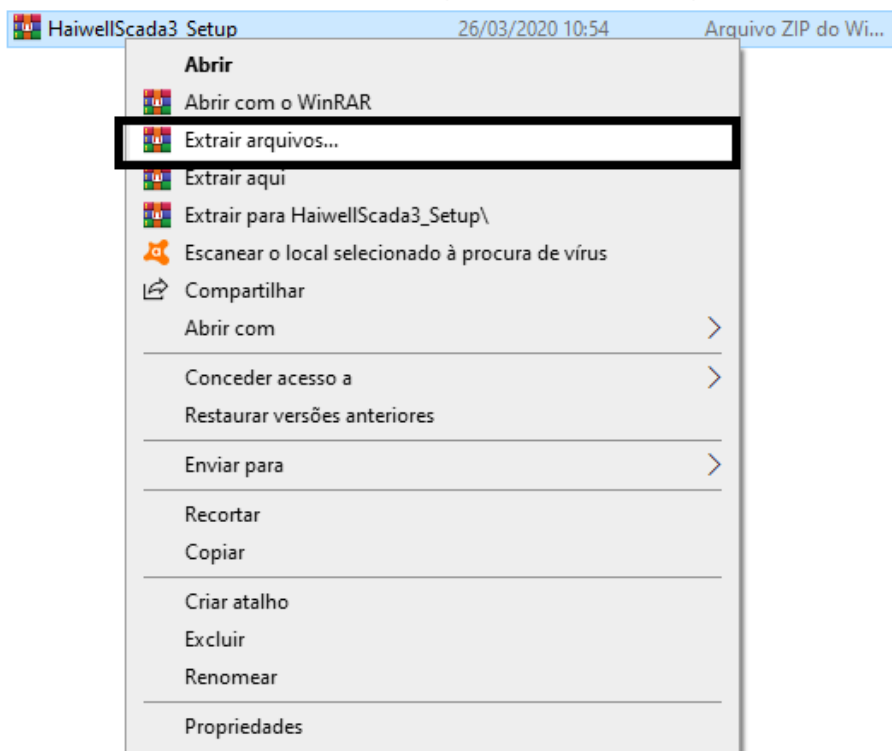 HaiwellScada3_Setup 26/03/2020 10:54 Arquivo ZIP do Wi...
Abrir
Abrir com o WinRAR
Extrair arquivos...
Extrair aqui
Extrair para HaiwellScada3_Setup\
Escanear o local selecionado à procura de vírus
Compartilhar
Abrir com
Conceder acesso a
Restaurar versões anteriores
Enviar para
Recortar
Copiar
Criar atalho
Excluir
Renomear
Propriedades